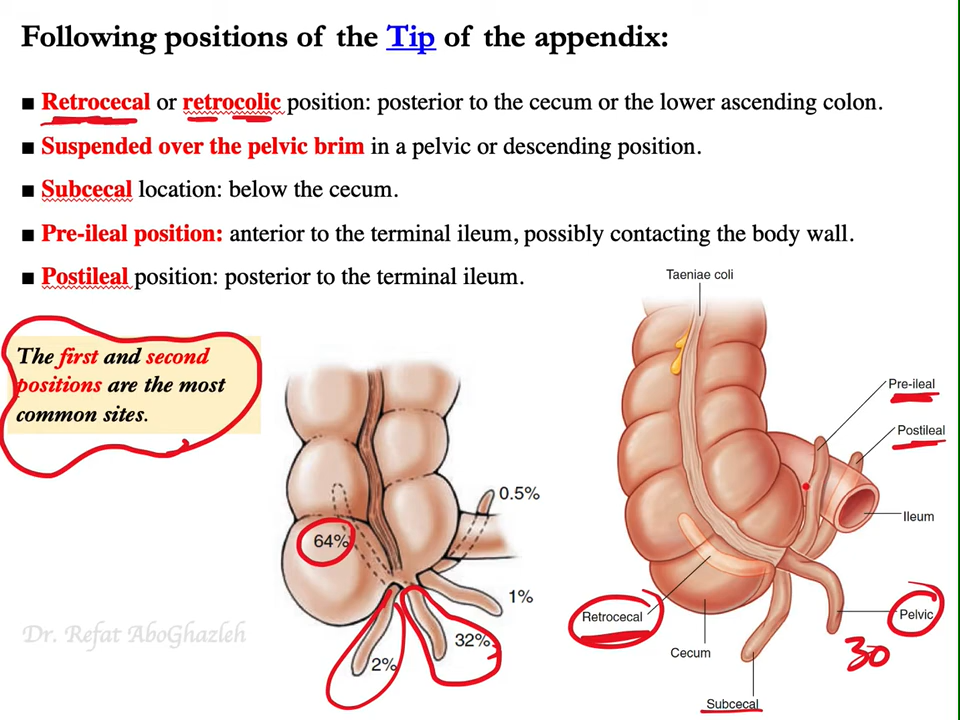 Following positions of the Tip of the appendix:
■ Retrocecal or retrocolic position: posterior to the cecum or the lower ascending colon.
■ Suspended over the pelvic brim in a pelvic or descending position.
■ Subcecal location: below the cecum.
■ Pre-ileal position: anterior to the terminal ileum, possibly contacting the body wall.
■ Postileal position: posterior to the terminal ileum.
The first and second
positions are the most
common sites.
Taeniae coli
Pre-ileal
Postileal
0.5%
Ileum
64%
1%
Retrocecal
Pelvic
Dr. Refat AboGhazleh
32%
30
Cecum
2%
Subcecal